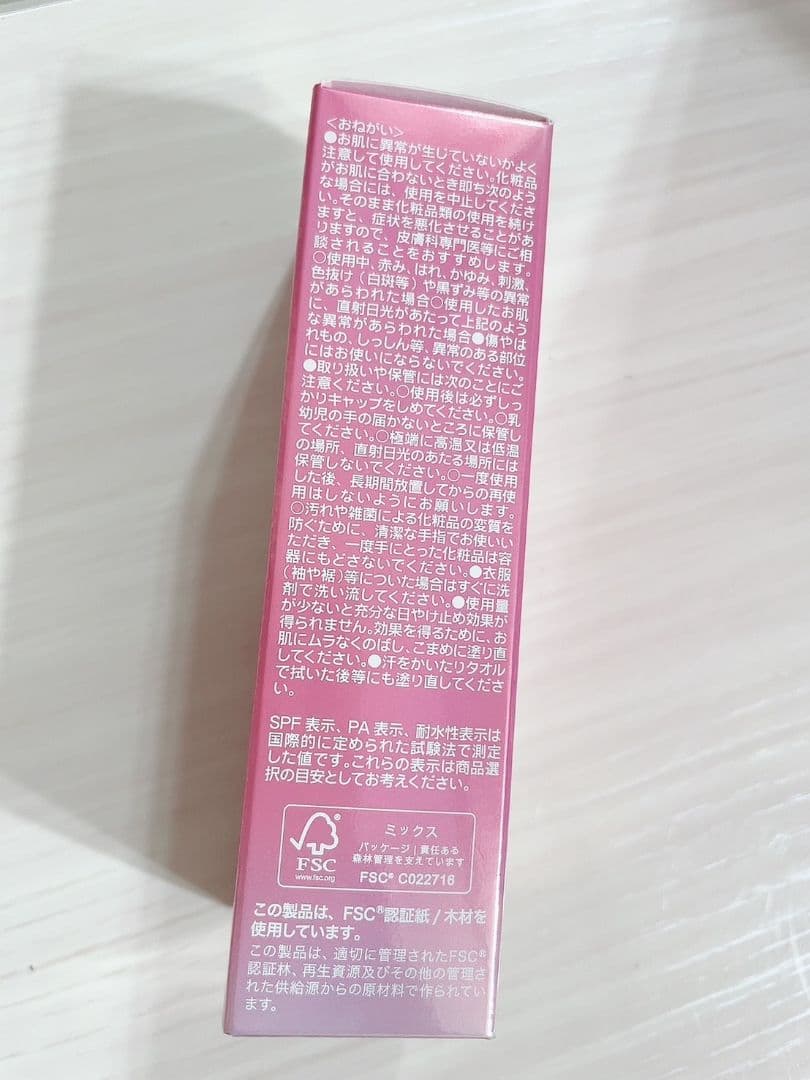 <おねがい>
●お肌に異常が生じていないかよく
注意して使用してください。化粧品
がお肌に合わないとき即ち次のよう
な場合には、使用を中止してくださ
い。そのまま化粧品類の使用を続け
ますと、症状を悪化させることがあ
りますので、皮膚科専門医等にご相
談されることをおすすめします。
○使用中、赤み、はれ、かゆみ、刺激、
色抜け(白斑等)や黒ずみ等の異常
があらわれた場合○使用したお肌
に、直射日光があたって上記のよう
な異常があらわれた場合●傷やは
れもの、しっしん等、異常のある部位
にはお使いにならないでください。
●取り扱いや保管には次のことにご
注意ください。○使用後は必ずしっ
かりキャップをしめてください。○乳
幼児の手の届かないところに保管し
てください。○極端に高温又は低温
の場所、直射日光のあたる場所には
保管しないでください。○一度使用
した後、長期間放置してからの再使
用はしないようにお願いします。
○汚れや雑菌による化粧品の変質を
防ぐために、清潔な手指でお使いい
ただき、一度手にとった化粧品は容
器にもどさないでください。●衣服
(袖や裾)等についた場合はすぐに洗
剤で洗い流してください。●使用量
が少ないと充分な日やけ止め効果が
得られません。効果を得るために、お
肌にムラなくのばし、こまめに塗り直
してください。●汗をかいたりタオル
で拭いた後等にも塗り直してくださ
い。
SPF 表示、PA 表示、耐水性表示は
国際的に定められた試験法で測定
した値です。これらの表示は商品選
択の目安としてお考えください。
FSC
www.fsc.org
ミックス
パッケージ|責任ある
森林管理を支えています
FSC® C022716
この製品は、FSC®認証紙/木材を
使用しています。
この製品は、適切に管理されたFSC®
認証林、再生資源及びその他の管理さ
れた供給源からの原材料で作られてい
ます。